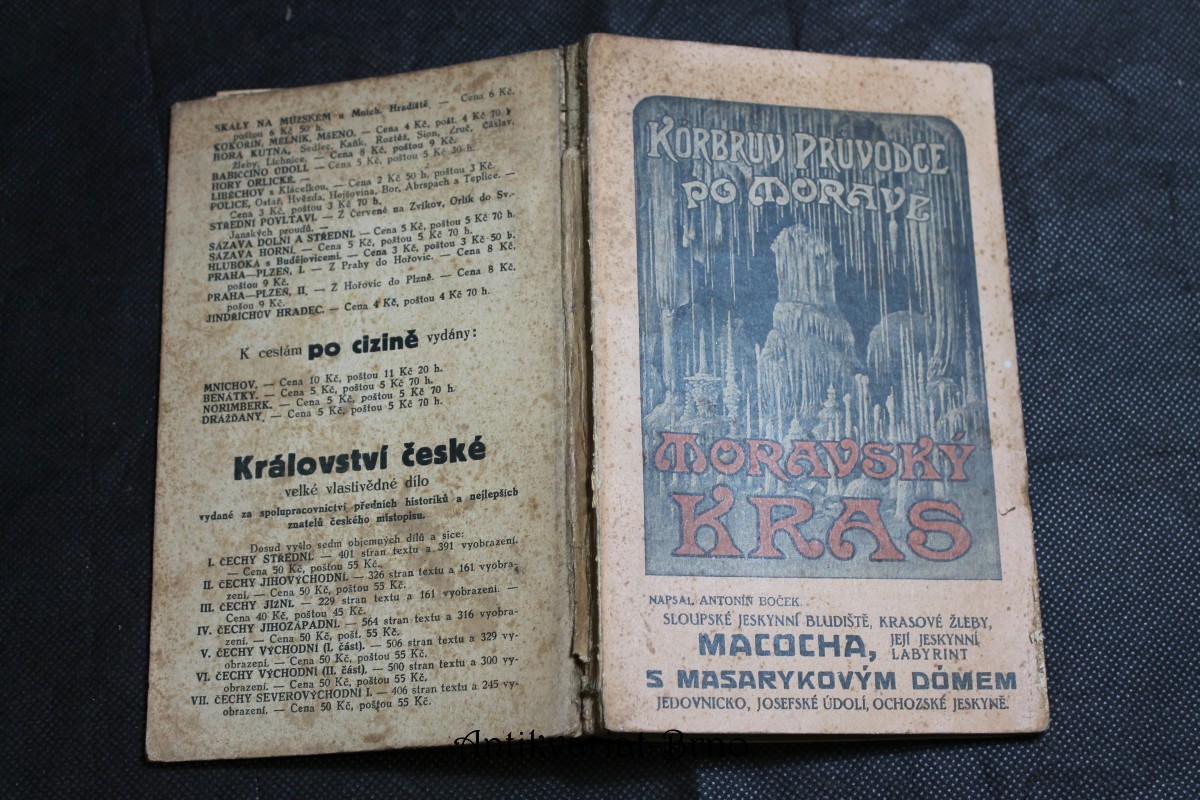 SKÁLY NA MUŽSKÉM u Mnich. Hradiště. — Cena 6 Kč,
poštou 6 Kč 50 h.
KOKOŘÍN, MĚLNÍK, MŠENO. — Cena 4 Kč, pošt. 4 Kč 70 h.
HORA KUTNÁ, Sedlec, Kaňk, Roztěž, Sion, Zruč, Čáslav,
Žleby, Lichnice. — Cena 8 Kč, poštou 9 Kč.
BABIČČINO ÚDOLÍ. — Cena 5 Kč, poštou 5 Kč 30 h.
HORY ORLICKÉ. —
LIBĚCHOV s Kláčelkou. — Cena 2 Kč 50 h, poštou 3 Kč.
POLICE, Ostaš, Hvězda, Hejšovina, Bor, Abrspach a Teplice. —
Cena 3 Kč, poštou 3 Kč 70 h.
STŘEDNÍ POVLTAVÍ. — Z Červené na Zvíkov, Orlík do Sv.-
Janských proudů. —
SÁZAVA DOLNÍ A STŘEDNÍ. — Cena 5 Kč, poštou 5 Kč 70 h.
SÁZAVA HORNÍ. — Cena 5 Kč, poštou 5 Kč 70 h.
HLUBOKÁ s Budějovicemi. — Cena 3 Kč, poštou 3 Kč 50 h.
PRAHA—PLZEŇ, I. — Z Prahy do Hořovic. — Cena 8 Kč,
poštou 9 Kč.
PRAHA—PLZEŇ, II. — Z Hořovic do Plzně. — Cena 8 Kč,
pošou 9 Kč.
JINDŘICHŮV HRADEC. — Cena 4 Kč, poštou 4 Kč 70 h.
K cestám po cizině vydány:
MNICHOV. — Cena 10 Kč, poštou 11 Kč 20 h.
BENÁTKY. — Cena 5 Kč, poštou 5 Kč 70 h.
NORIMBERK. — Cena 5 Kč, poštou 5 Kč 70 h.
DRÁŽĎANY. — Cena 5 Kč, poštou 5 Kč 70 h.
Království české
velké vlastivědné dílo
vydané za spolupracovnictví předních historiků a nejlepších
znatelů českého místopisu.
Dosud vyšlo sedm objemných dílů a sice:
I. ČECHY STŘEDNÍ. — 401 stran textu a 391 vyobrazení.
— Cena 50 Kč, poštou 55 Kč.
II. ČECHY JIHOVÝCHODNÍ. — 326 stran textu a 161 vyobra-
zení. — Cena 50 Kč, poštou 55 Kč.
III. ČECHY JIŽNÍ. — 229 stran textu a 161 vyobrazení. —
Cena 40 Kč, poštou 45 Kč.
IV. ČECHY JIHOZÁPADNÍ. — 564 stran textu a 316 vyobra-
zení. — Cena 50 Kč, pošt. 55 Kč.
V. ČECHY VÝCHODNÍ (I. část). — 506 stran textu a 329 vy-
obrazení. — Cena 50 Kč, poštou 55 Kč.
VI. ČECHY VÝCHODNÍ (II. část). — 500 stran textu a 300 vy-
obrazení. — Cena 50 Kč, poštou 55 Kč.
VII. ČECHY SEVEROVÝCHODNÍ I. — 406 stran textu a 245 vy-
obrazení. — Cena 50 Kč, poštou 55 Kč.
KÖRBRUV PRŮVODCE
PO MORAVĚ
MORAVSKÝ
KRAS
NAPSAL ANTONÍN BOČEK.
SLOUPSKÉ JESKYNNÍ BLUDIŠTĚ, KRASOVÉ ŽLEBY,
MACOCHA, JEJÍ JESKYNNÍ
LABYRINT
S MASARYKOVÝM DÓMEM
JEDOVNICKO, JOSEFSKÉ ÚDOLÍ, OCHOZSKÉ JESKYNĚ.
Antikvariat Brno